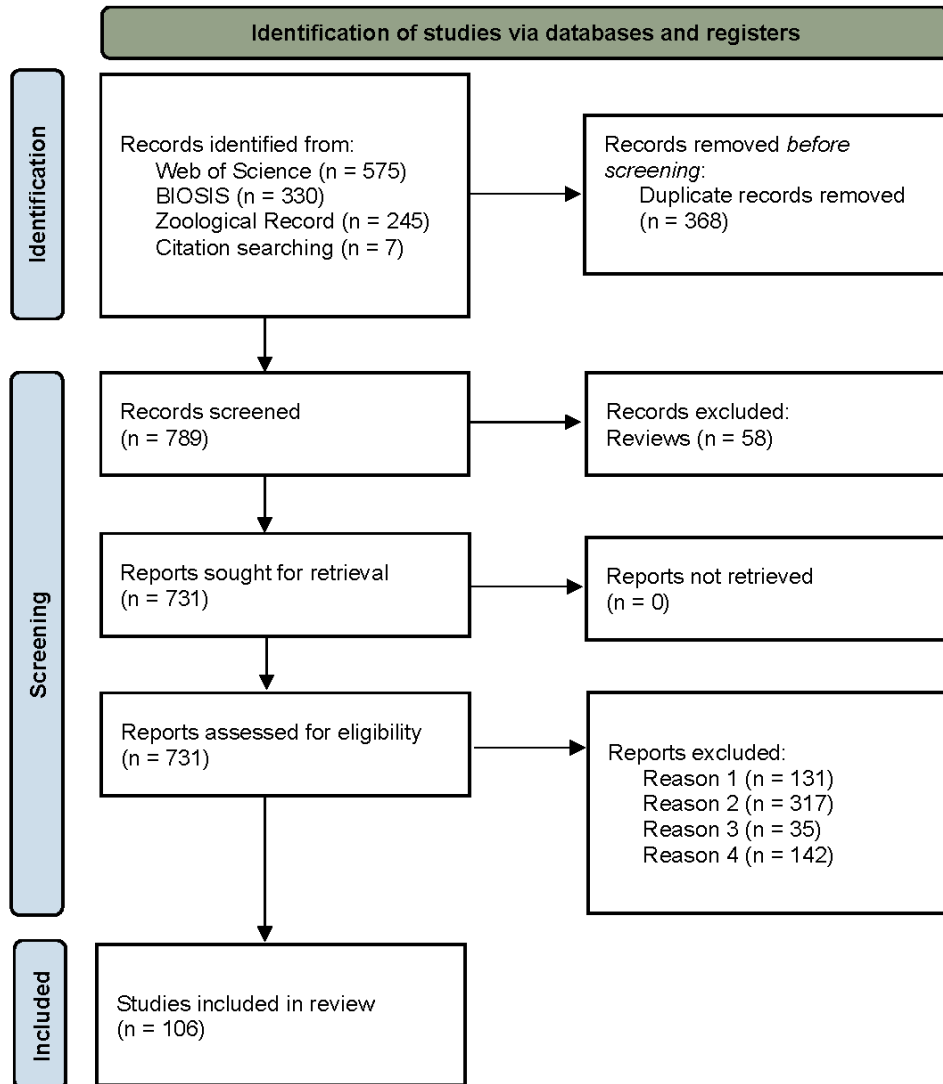 Identification of studies via databases and registers
Identification
Records identified from:
Web of Science (n = 575)
BIOSIS (n = 330)
Zoological Record (n = 245)
Citation searching (n = 7)
Records removed before
screening:
Duplicate records removed
(n = 368)
Screening
Records screened
(n = 789)
Records excluded:
Reviews (n = 58)
Reports sought for retrieval
(n = 731)
Reports not retrieved
(n = 0)
Reports assessed for eligibility
(n = 731)
Reports excluded:
Reason 1 (n = 131)
Reason 2 (n = 317)
Reason 3 (n = 35)
Reason 4 (n = 142)
Included
Studies included in review
(n = 106)